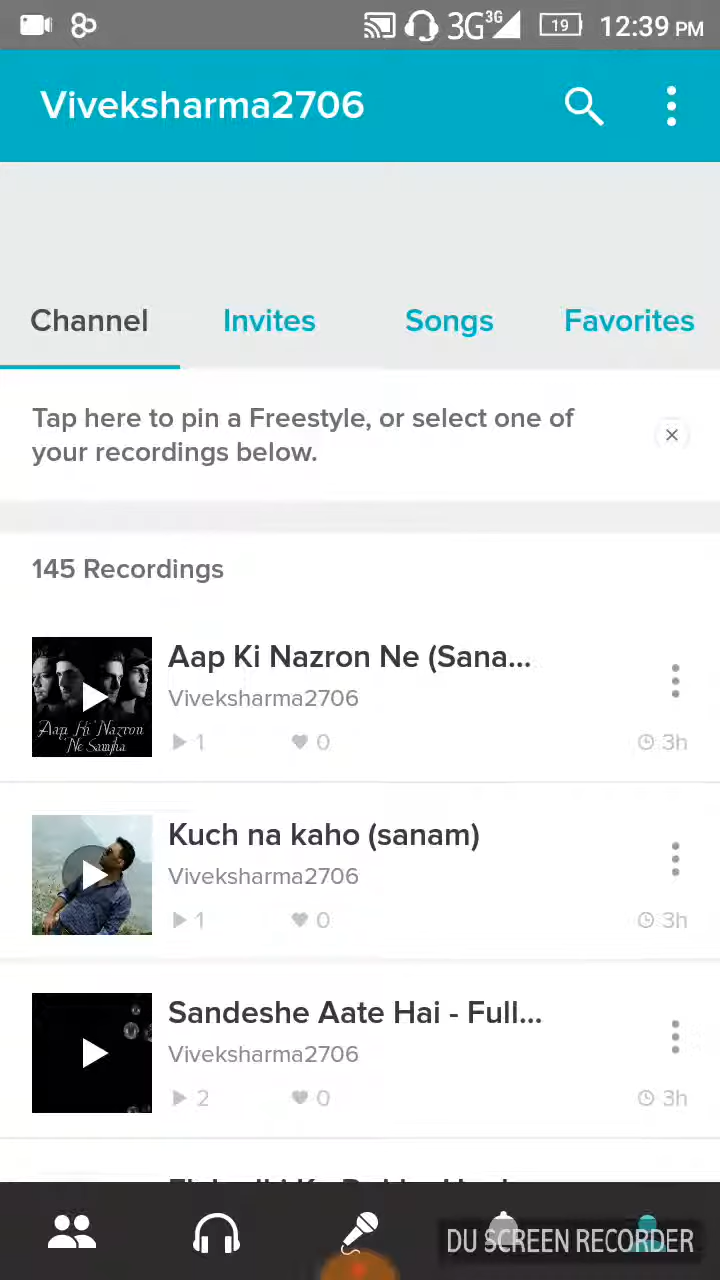 3G 3G 19 12:39 PM
Viveksharma2706
Channel Invites Songs Favorites
Tap here to pin a Freestyle, or select one of
your recordings below.
145 Recordings
Aap Ki Nazron Ne (Sana...
Viveksharma2706
1 0 3h
Aap Ki Nazron
Ne Samjha
Kuch na kaho (sanam)
Viveksharma2706
1 0 3h
Sandeshe Aate Hai - Full...
Viveksharma2706
2 0 3h
DU SCREEN RECORDER